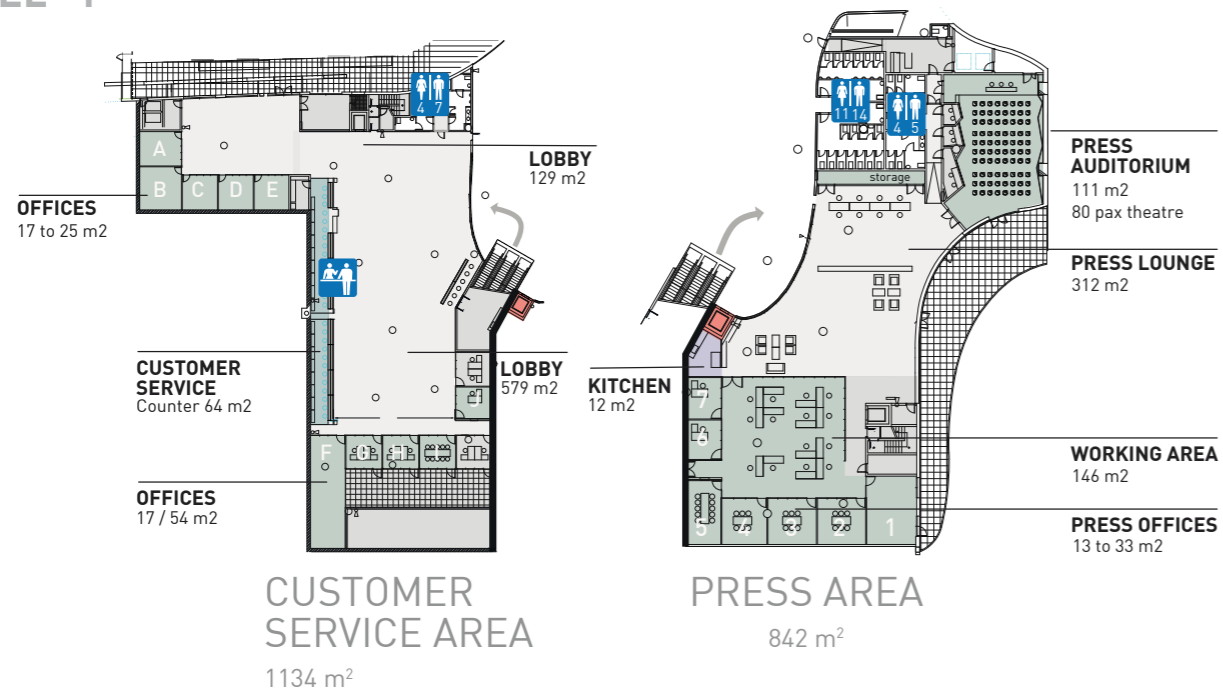 4 7
11 14
4 5
storage
A
B C D E
F G H I
J
7
6
5 4 3 2 1
OFFICES
17 to 25 m2
LOBBY
129 m2
CUSTOMER
SERVICE
Counter 64 m2
LOBBY
579 m2
OFFICES
17 / 54 m2
CUSTOMER
SERVICE AREA
1134 m²
PRESS
AUDITORIUM
111 m2
80 pax theatre
PRESS LOUNGE
312 m2
KITCHEN
12 m2
WORKING AREA
146 m2
PRESS OFFICES
13 to 33 m2
PRESS AREA
842 m²